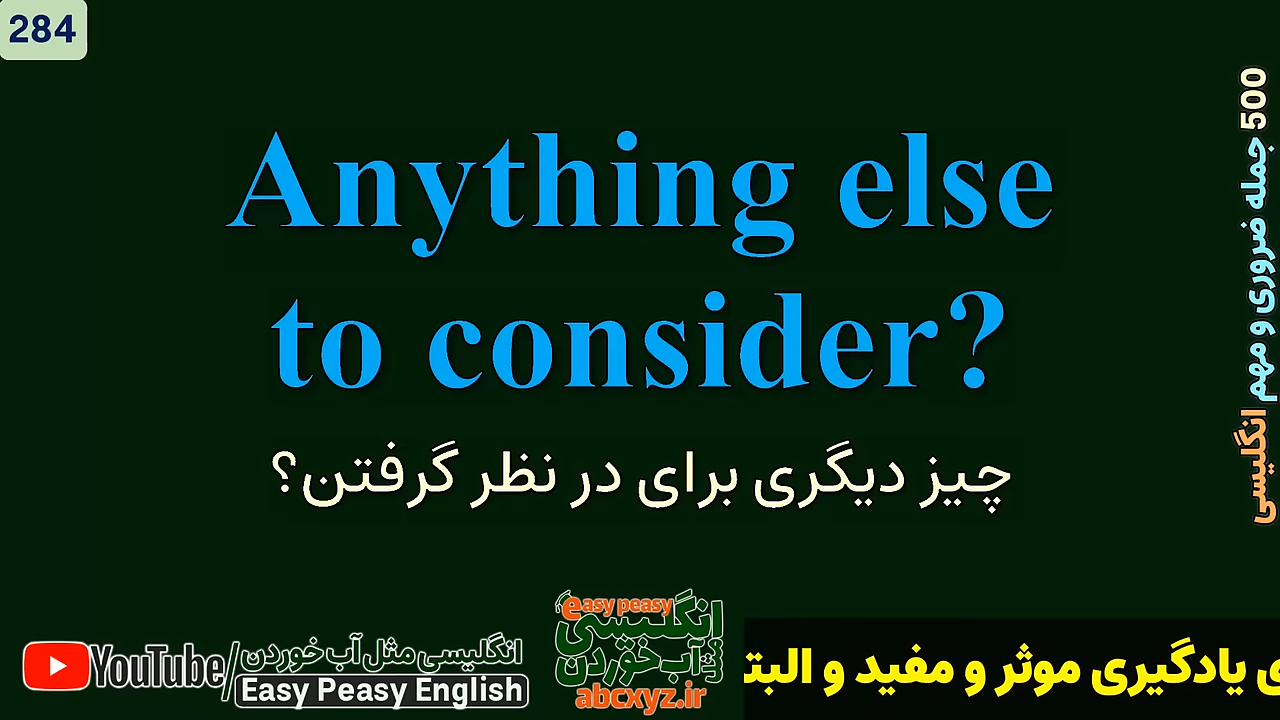 284
500 جمله ضروری و مهم انگلیسی
Anything else
to consider?
چیز دیگری برای در نظر گرفتن؟
YouTube/
انگلیسی مثل آب خوردن
Easy Peasy English
easy peasy
انگلیسی
مثل آب خوردن
abcxyz.ir
یادگیری موثر و مفید و